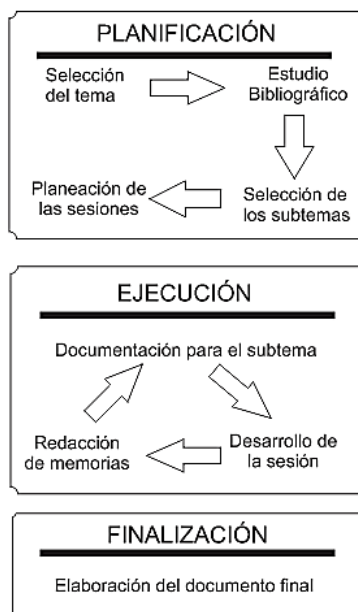 PLANIFICACIÓN
Selección
del tema
Estudio
Bibliográfico
Planeación de
las sesiones
Selección de
los subtemas
EJECUCIÓN
Documentación para el subtema
Redacción
de memorias
Desarrollo de
la sesión
FINALIZACIÓN
Elaboración del documento final